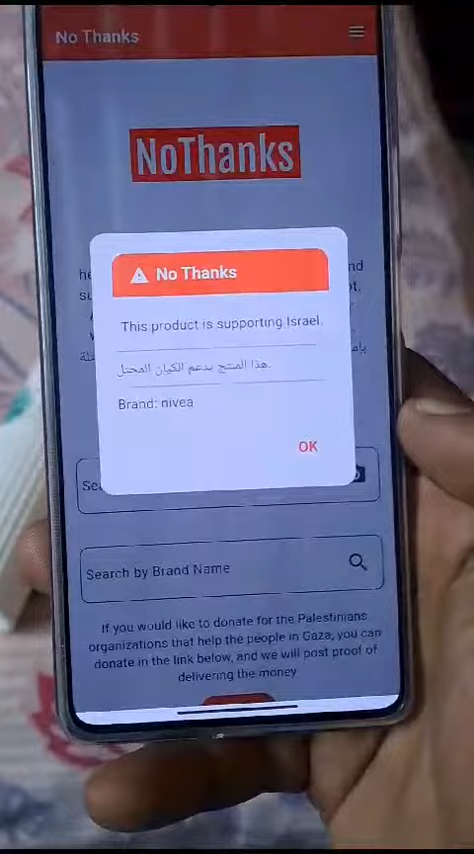 No Thanks
NoThanks
No Thanks
This product is supporting Israel.
هذا المنتج يدعم الكيان المحتل.
Brand: nivea
OK
Search by Brand Name
If you would like to donate for the Palestinians
organizations that help the people in Gaza, you can
donate in the link below, and we will post proof of
delivering the money